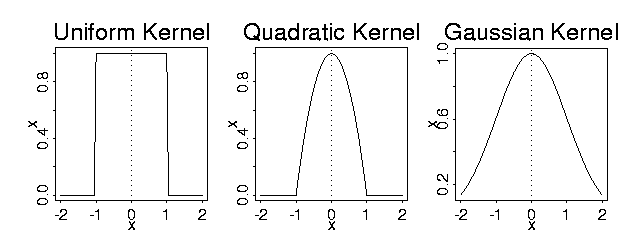 Uniform Kernel
x
0.0 0.4 0.8
-2 -1 0 1 2
x
Quadratic Kernel
x
0.0 0.4 0.8
-2 -1 0 1 2
x
Gaussian Kernel
x
0.2 0.6 1.0
-2 -1 0 1 2
x